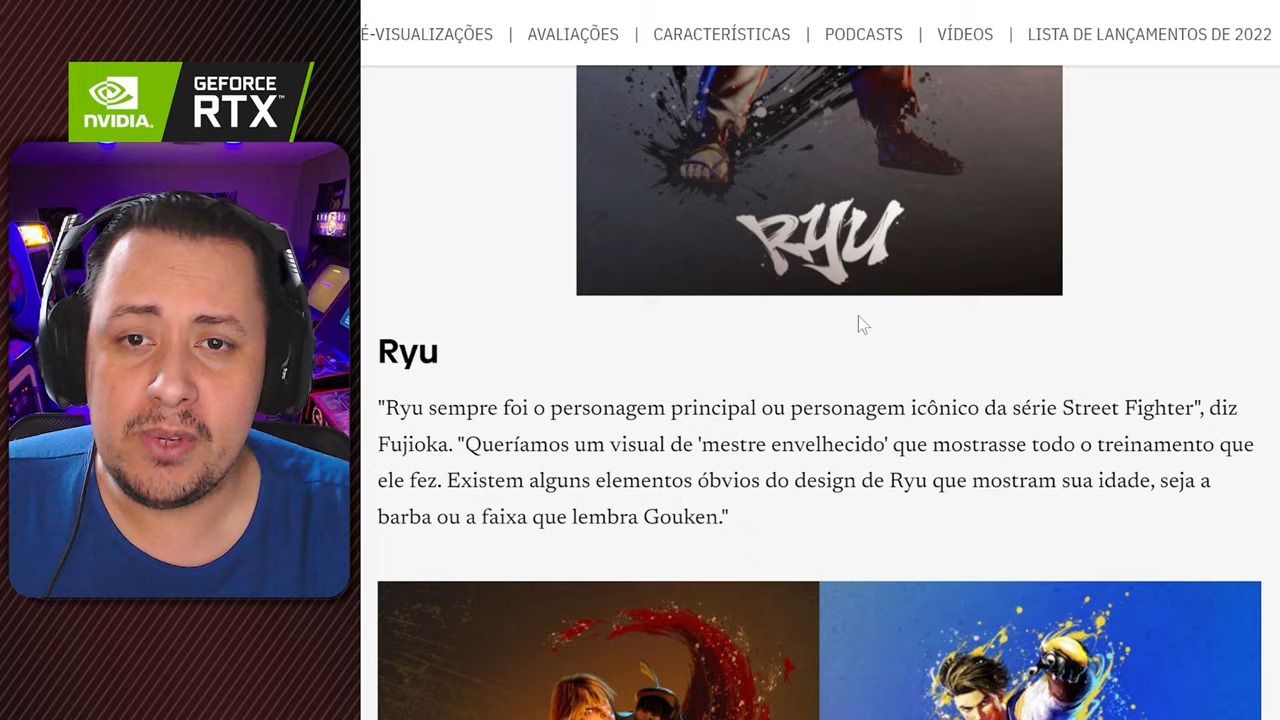 É-VISUALIZAÇÕES | AVALIAÇÕES | CARACTERÍSTICAS | PODCASTS | VÍDEOS | LISTA DE LANÇAMENTOS DE 2022
NVIDIA.
GEFORCE
RTX™
RYU
Ryu
"Ryu sempre foi o personagem principal ou personagem icônico da série Street Fighter", diz
Fujioka. "Queríamos um visual de 'mestre envelhecido' que mostrasse todo o treinamento que
ele fez. Existem alguns elementos óbvios do design de Ryu que mostram sua idade, seja a
barba ou a faixa que lembra Gouken."